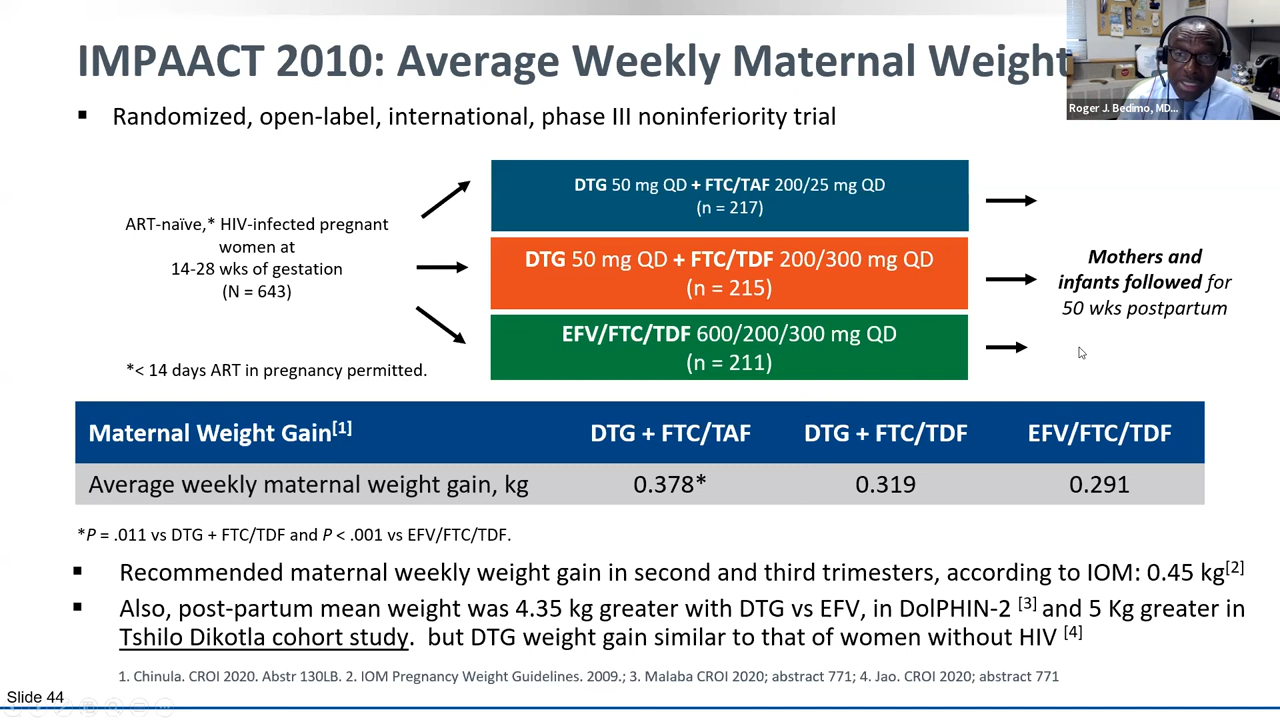 IMPAACT 2010: Average Weekly Maternal Weight
Roger J. Bedimo, MD...
▪ Randomized, open-label, international, phase III noninferiority trial
ART-naïve,* HIV-infected pregnant
women at
14-28 wks of gestation
(N = 643)
*< 14 days ART in pregnancy permitted.
DTG 50 mg QD + FTC/TAF 200/25 mg QD
(n = 217)
DTG 50 mg QD + FTC/TDF 200/300 mg QD
(n = 215)
EFV/FTC/TDF 600/200/300 mg QD
(n = 211)
Mothers and
infants followed for
50 wks postpartum
Maternal Weight Gain[1] DTG + FTC/TAF DTG + FTC/TDF EFV/FTC/TDF
Average weekly maternal weight gain, kg 0.378* 0.319 0.291
*P = .011 vs DTG + FTC/TDF and P < .001 vs EFV/FTC/TDF.
▪ Recommended maternal weekly weight gain in second and third trimesters, according to IOM: 0.45 kg[2]
▪ Also, post-partum mean weight was 4.35 kg greater with DTG vs EFV, in DolPHIN-2 [3] and 5 Kg greater in
Tshilo Dikotla cohort study. but DTG weight gain similar to that of women without HIV [4]
1. Chinula. CROI 2020. Abstr 130LB. 2. IOM Pregnancy Weight Guidelines. 2009.; 3. Malaba CROI 2020; abstract 771; 4. Jao. CROI 2020; abstract 771
Slide 44